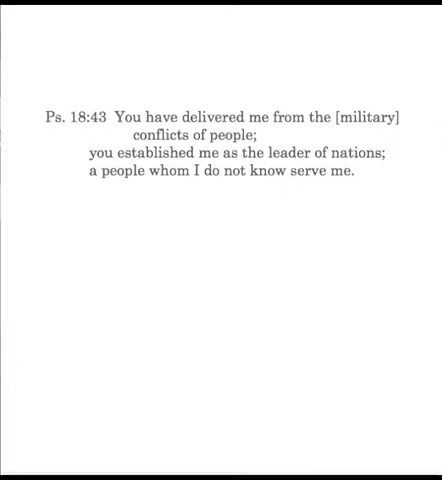 Ps. 18:43 You have delivered me from the [military]
conflicts of people;
you established me as the leader of nations;
a people whom I do not know serve me.